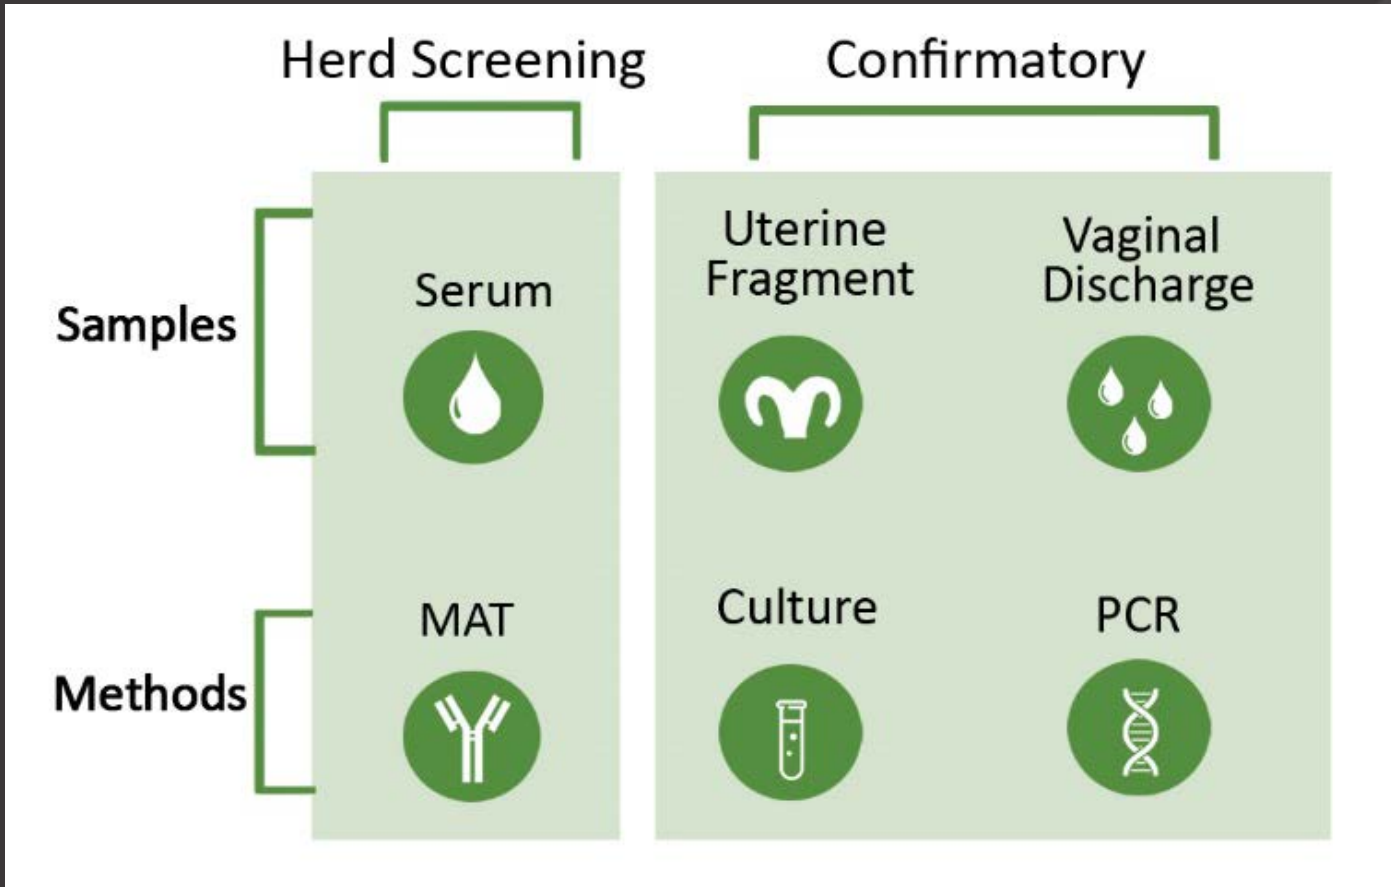 Herd Screening
Confirmatory
Samples
Serum
Uterine
Fragment
Vaginal
Discharge
Methods
MAT
Culture
PCR